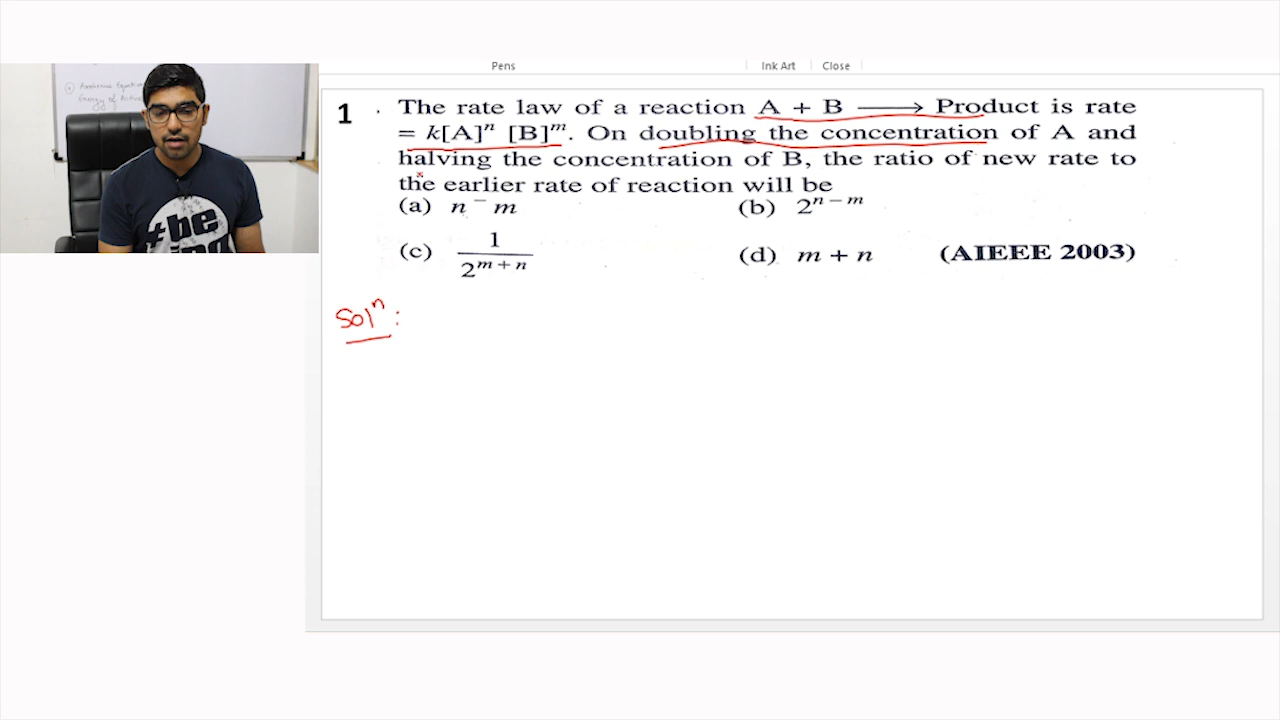 Pens Ink Art Close
1 The rate law of a reaction A + B ⟶ Product is rate
= k[A]ⁿ [B]ᵐ. On doubling the concentration of A and
halving the concentration of B, the ratio of new rate to
the earlier rate of reaction will be
(a) n − m (b) 2ⁿ⁻ᵐ
(c) 1/2ᵐ⁺ⁿ (d) m + n (AIEEE 2003)
Solⁿ:
Energy of
#be